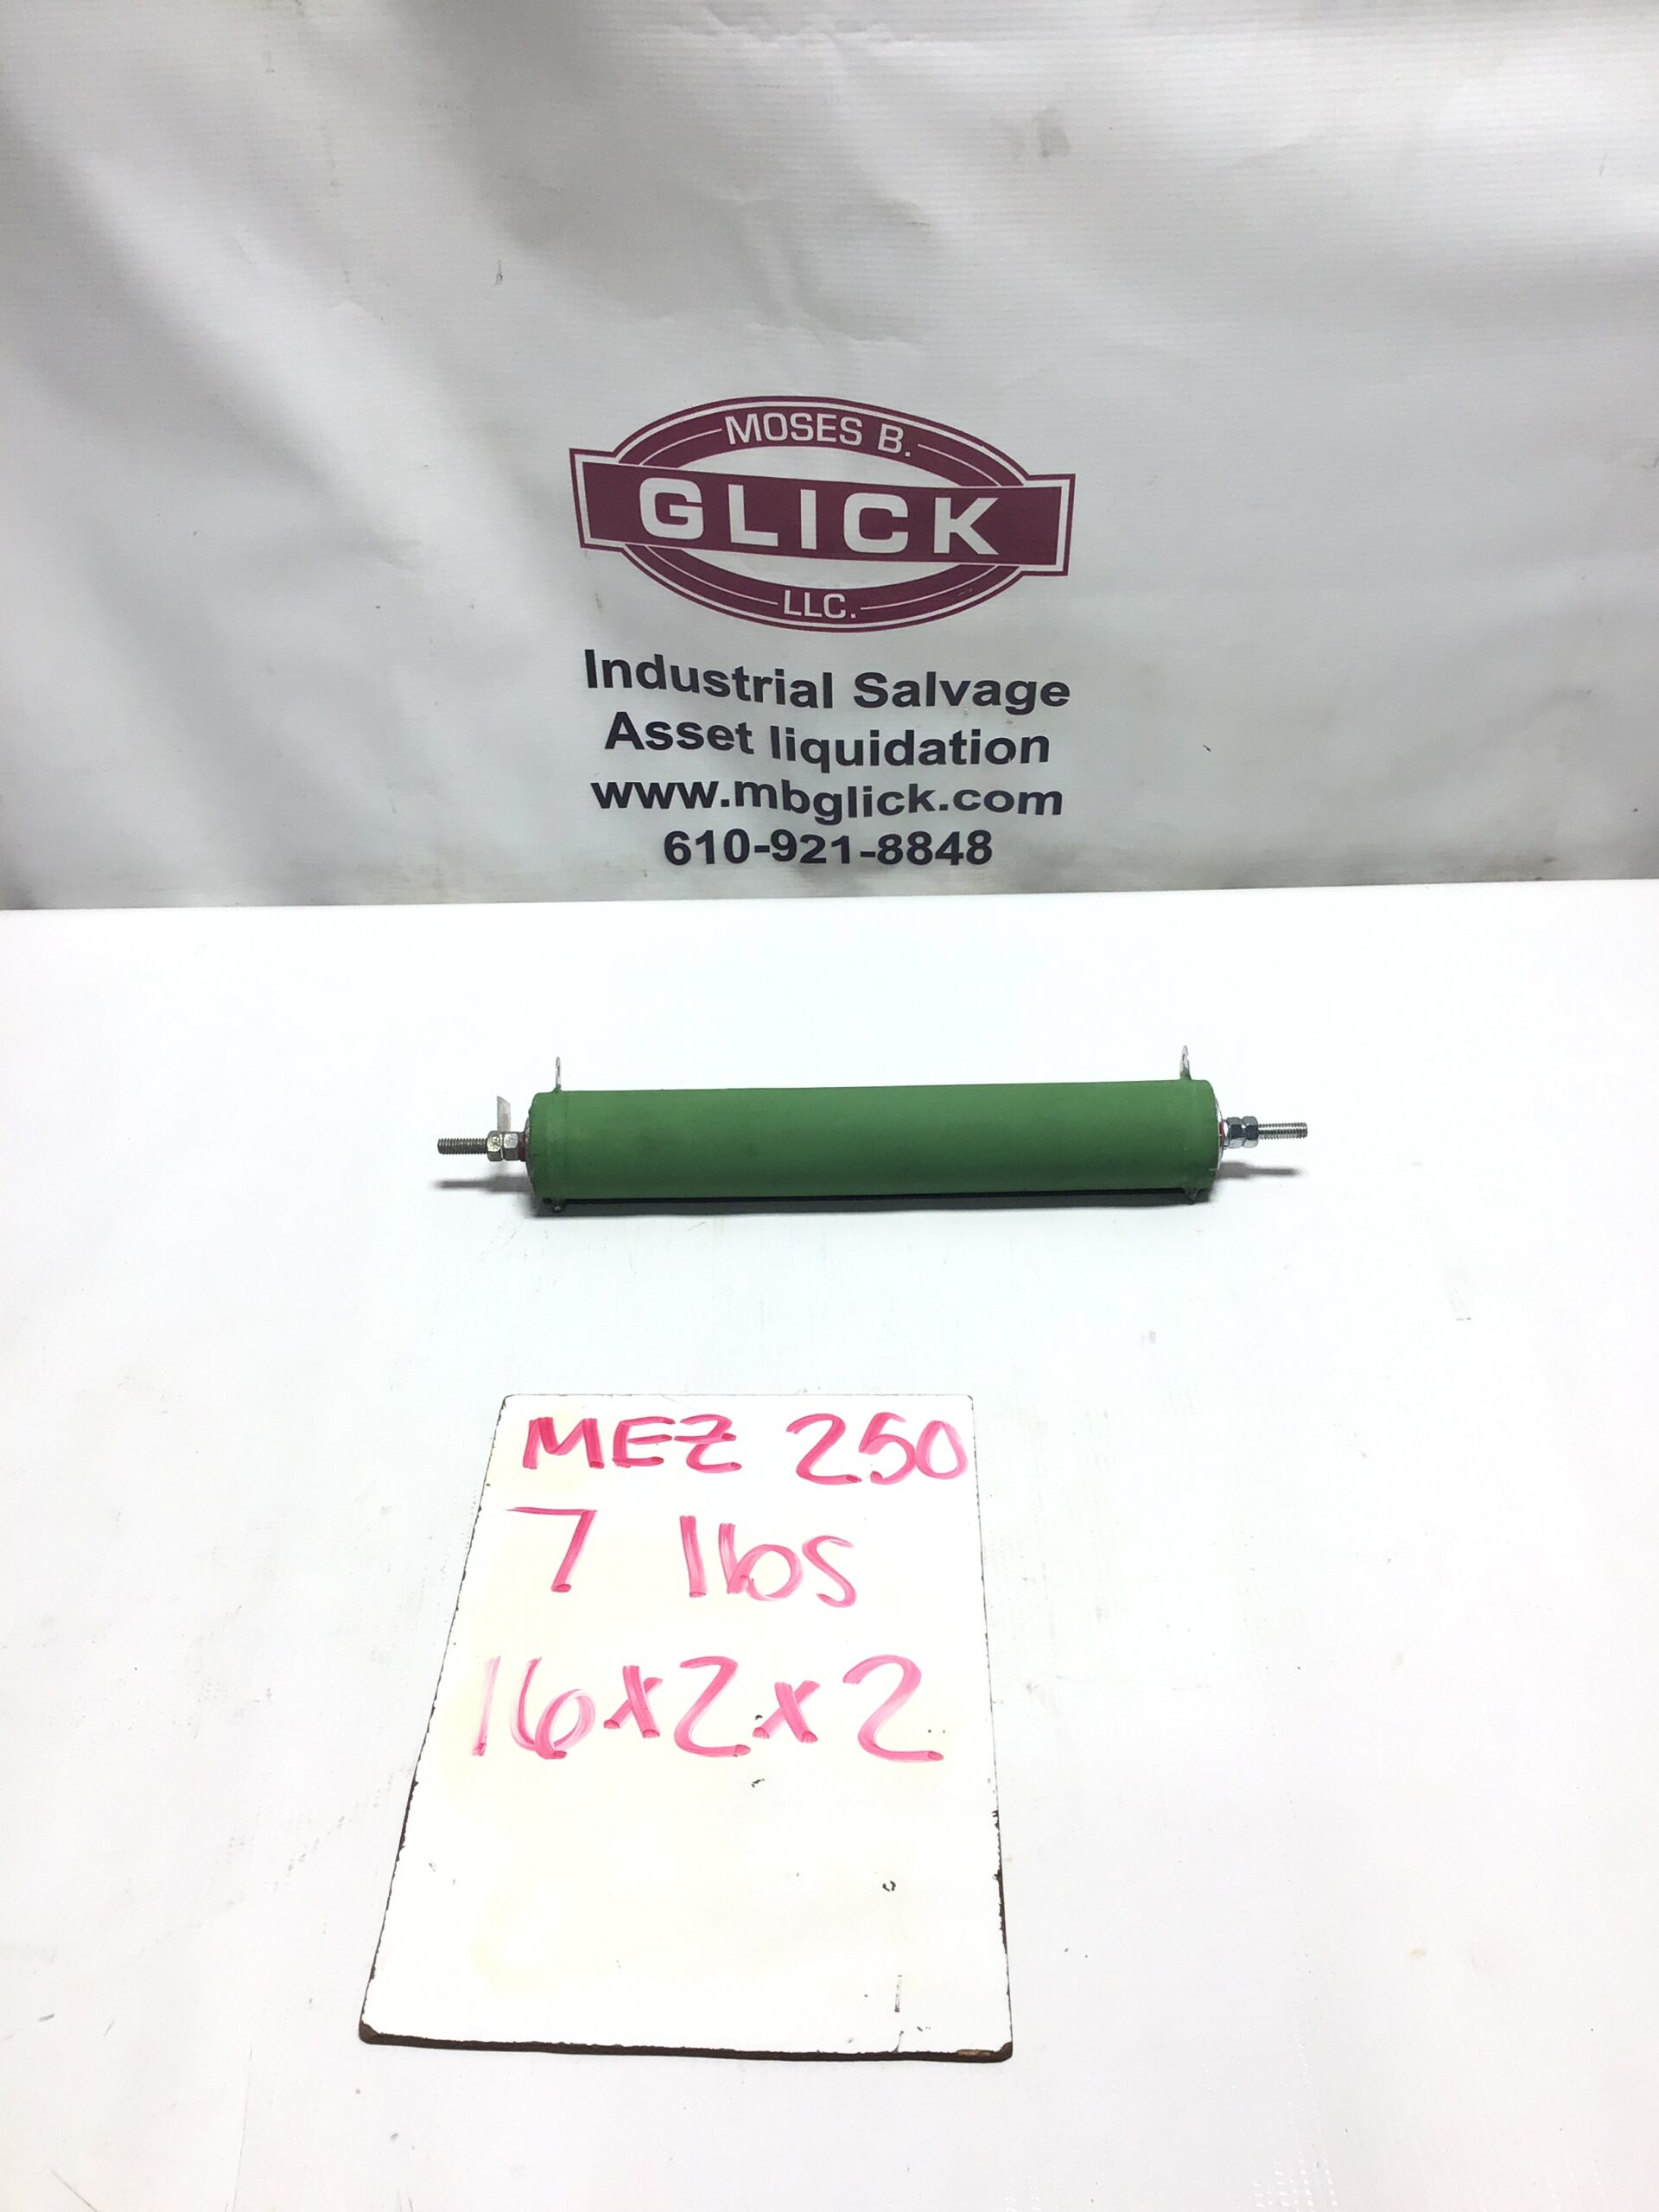 MOSES B.
GLICK
LLC.
Industrial Salvage
Asset liquidation
www.mbglick.com
610-921-8848
MEZ 250
7 lbs
16x2x2